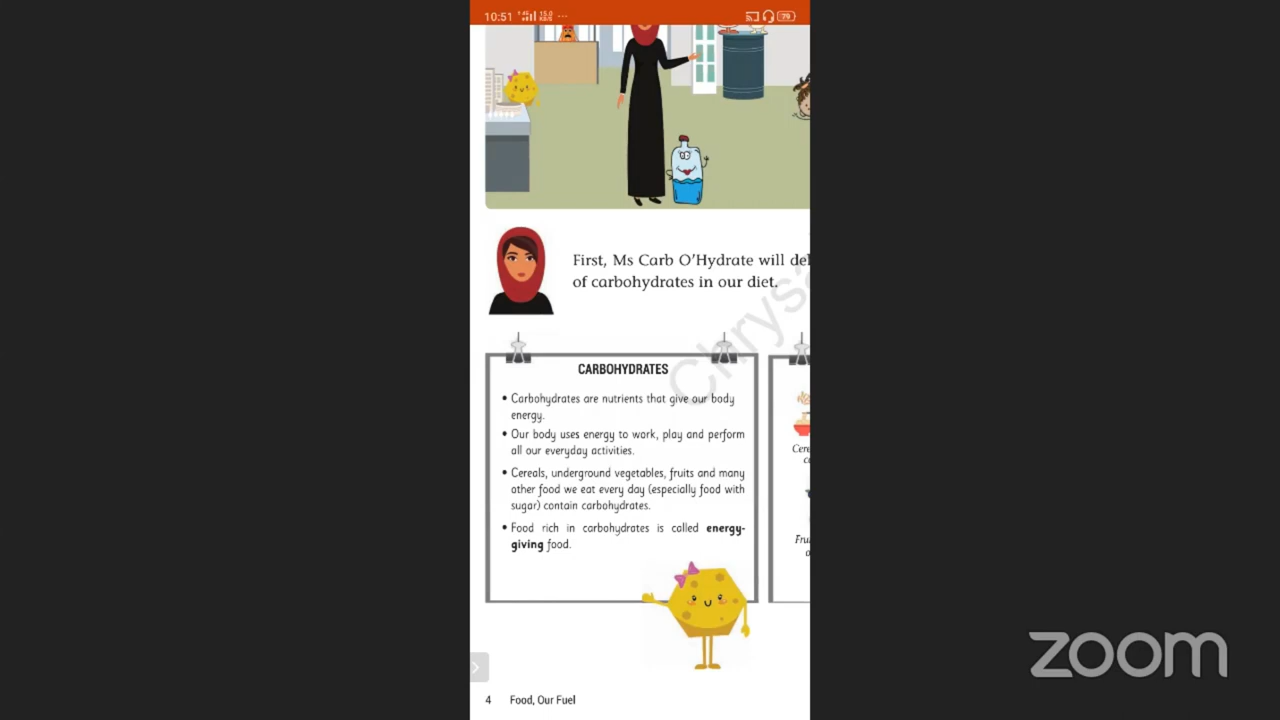 10:51
79
First, Ms Carb O'Hydrate will del
of carbohydrates in our diet.
CARBOHYDRATES
• Carbohydrates are nutrients that give our body
energy.
• Our body uses energy to work, play and perform
all our everyday activities.
• Cereals, underground vegetables, fruits and many
other food we eat every day (especially food with
sugar) contain carbohydrates.
• Food rich in carbohydrates is called energy-
giving food.
Chrysa
Cere
Frui
4 Food, Our Fuel
zoom